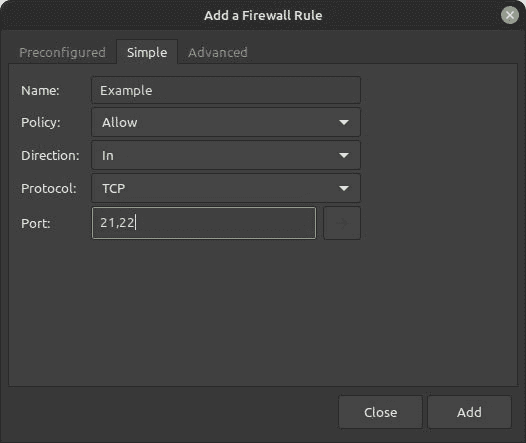 Add a Firewall Rule
Preconfigured Simple Advanced
Name: Example
Policy: Allow
Direction: In
Protocol: TCP
Port: 21,22
Close Add